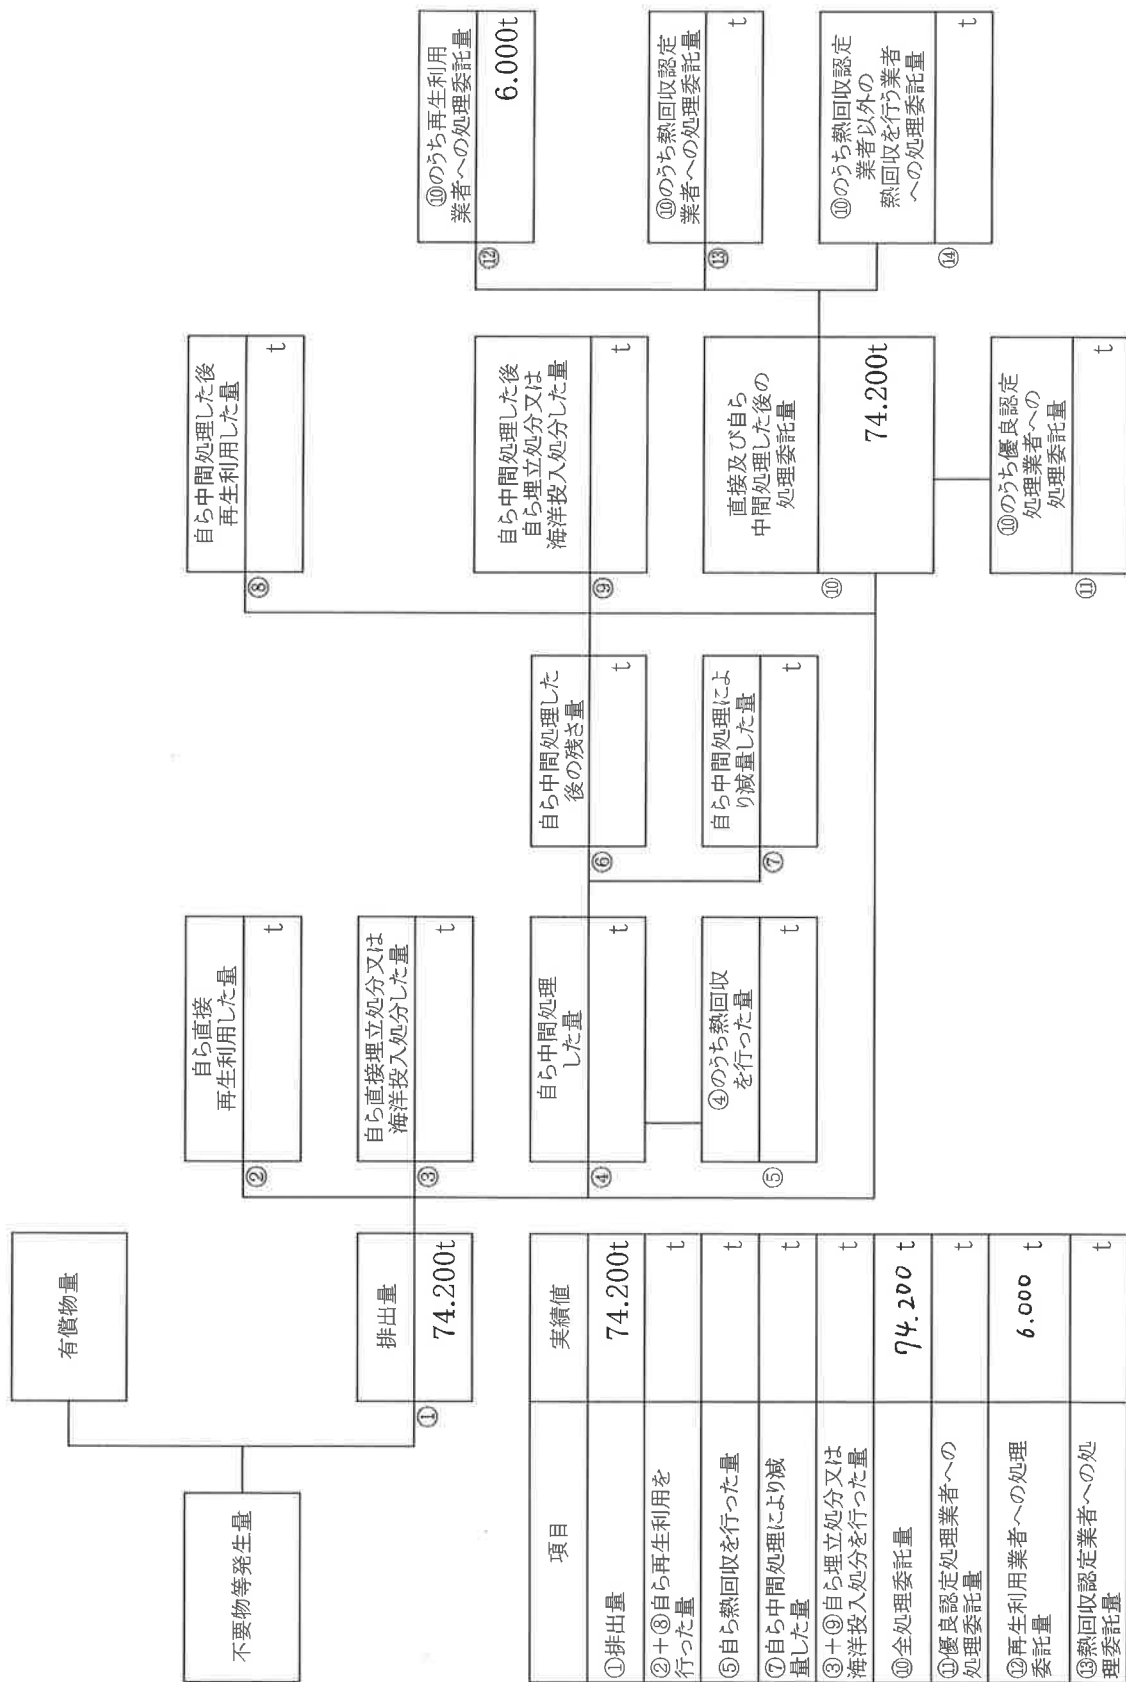 有償物量
不要物等発生量
排出量
① 74.200t
自ら直接
再生利用した量
② t
自ら直接埋立処分又は
海洋投入処分した量
③ t
自ら中間処理
した量
④ t
④のうち熱回収
を行った量
⑤ t
自ら中間処理した
後の残さ量
⑥ t
自ら中間処理によ
り減量した量
⑦ t
自ら中間処理した後
再生利用した量
⑧ t
自ら中間処理した後
自ら埋立処分又は
海洋投入処分した量
⑨ t
直接及び自ら
中間処理した後の
処理委託量
⑩ 74.200t
⑩のうち優良認定
処理業者への
処理委託量
⑪ t
⑩のうち再生利用
業者への処理委託量
⑫ 6.000t
⑩のうち熱回収認定
業者への処理委託量
⑬ t
⑩のうち熱回収認定
業者以外の
熱回収を行う業者
への処理委託量
⑭ t
項目 実績値
①排出量 74.200t
②+⑧自ら再生利用を
行った量 t
⑤自ら熱回収を行った量 t
⑦自ら中間処理により減
量した量 t
③+⑨自ら埋立処分又は
海洋投入処分を行った量 t
⑩全処理委託量 74.200 t
⑪優良認定処理業者への
処理委託量 t
⑫再生利用業者への処理
委託量 6.000 t
⑬熱回収認定業者への処
理委託量 t